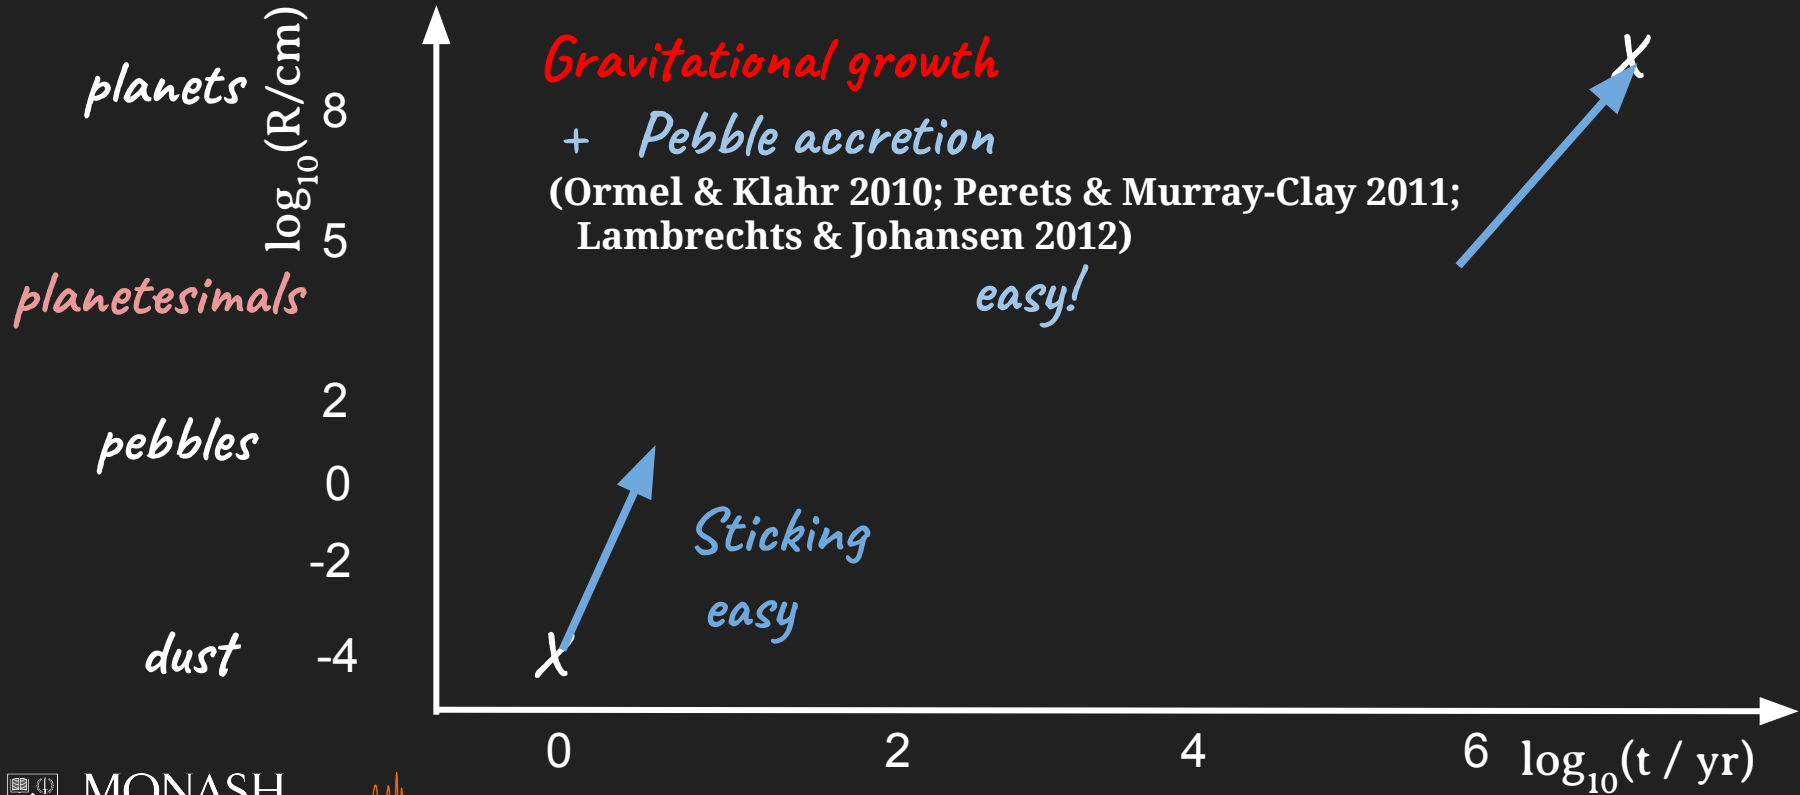 Gravitational growth
+ Pebble accretion
(Ormel & Klahr 2010; Perets & Murray-Clay 2011;
Lambrechts & Johansen 2012)
easy!
Sticking
easy
X
X
log10(R/cm)
planets
8
5
planetesimals
2
pebbles
0
-2
dust
-4
0 2 4 6
log10(t / yr)
MONASH